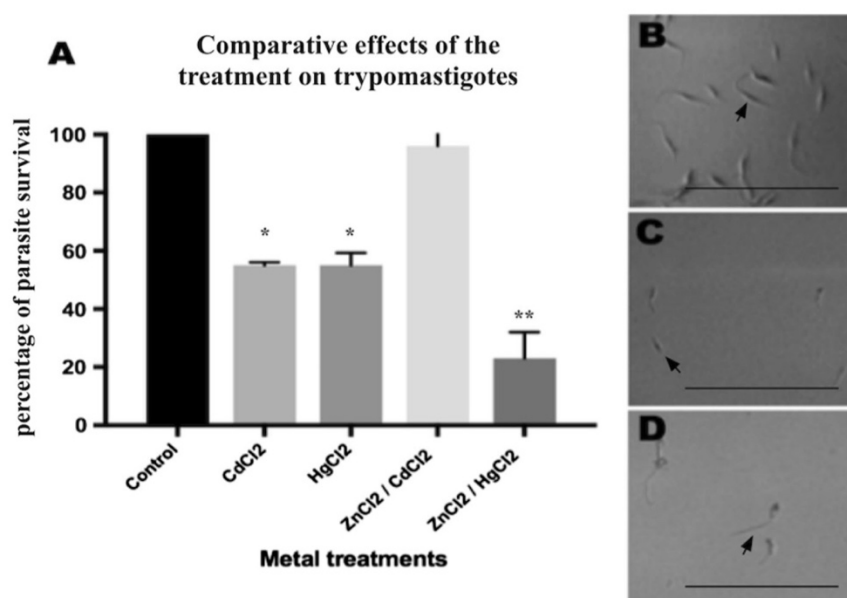 A
Comparative effects of the
treatment on trypomastigotes
percentage of parasite survival
100
80
60
40
20
0
*
*
**
Control
CdCl2
HgCl2
ZnCl2 / CdCl2
ZnCl2 / HgCl2
Metal treatments
B
C
D